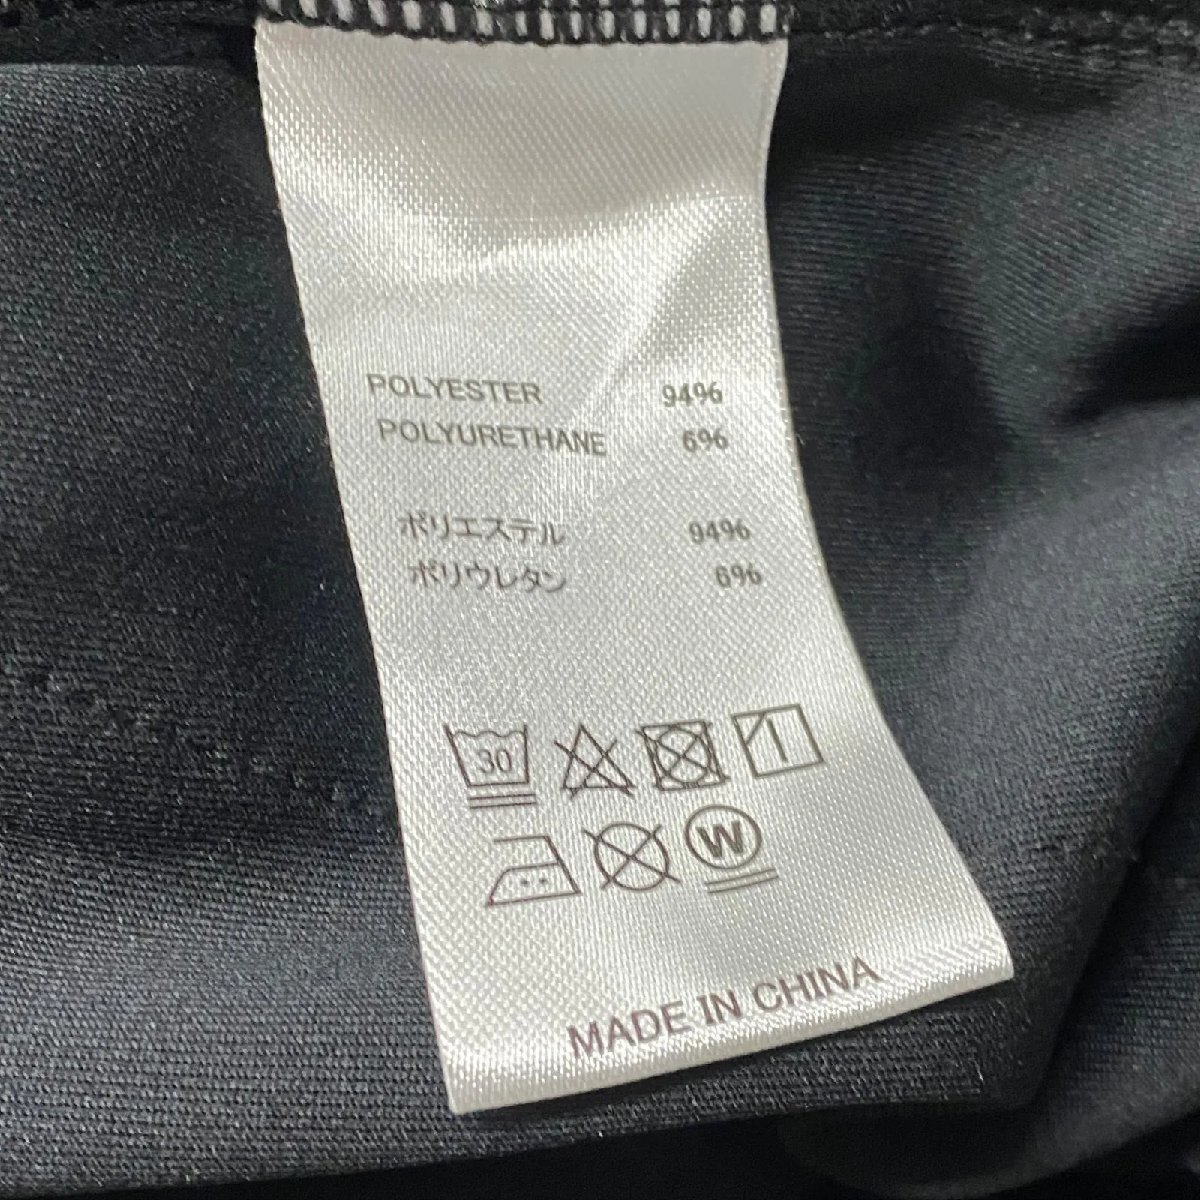 POLYESTER 94%
POLYURETHANE 6%
ポリエステル 94%
ポリウレタン 6%
30
W
MADE IN CHINA